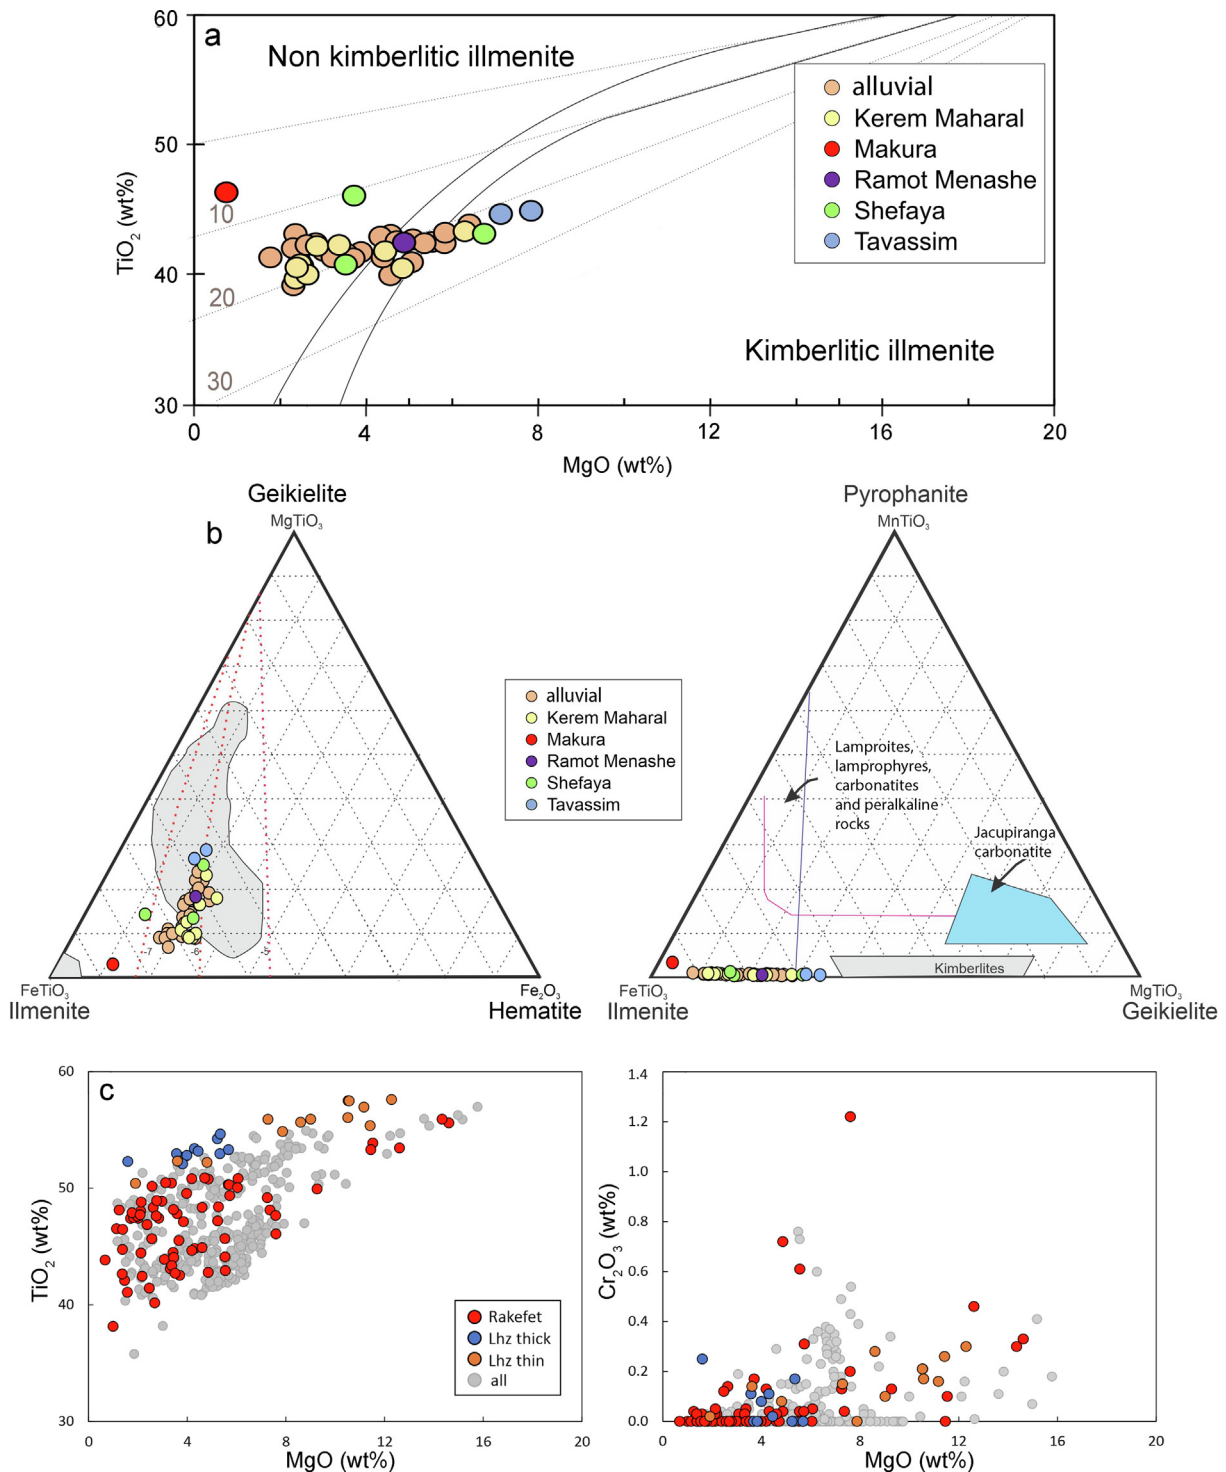 a
Non kimberlitic illmenite
Kimberlitic illmenite
alluvial
Kerem Maharal
Makura
Ramot Menashe
Shefaya
Tavassim
60
50
40
30
10
20
30
TiO2 (wt%)
0 4 8 12 16 20
MgO (wt%)
b
Geikielite
MgTiO3
-7 -6 -5
FeTiO3
Illmenite
Fe2O3
Hematite
alluvial
Kerem Maharal
Makura
Ramot Menashe
Shefaya
Tavassim
Pyrophanite
MnTiO3
Lamproites,
lamprophyres,
carbonatites
and peralkaline
rocks
Jacupiranga
carbonatite
Kimberlites
FeTiO3
Illmenite
MgTiO3
Geikielite
c
60
50
40
30
TiO2 (wt%)
Rakefet
Lhz thick
Lhz thin
all
0 4 8 12 16 20
MgO (wt%)
1.4
1.2
1.0
0.8
0.6
0.4
0.2
0.0
Cr2O3 (wt%)
0 4 8 12 16 20
MgO (wt%)